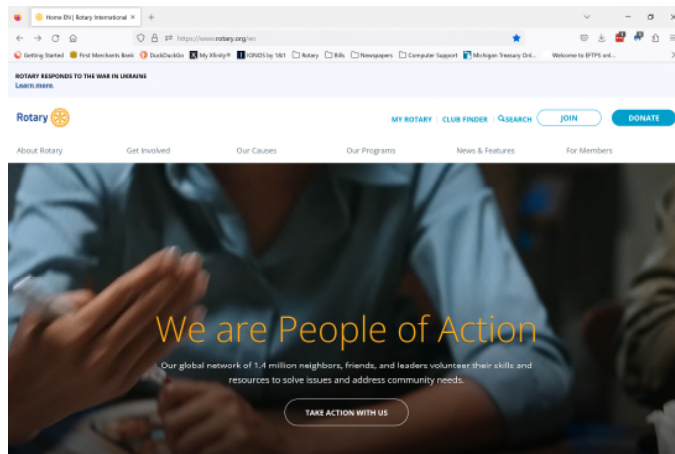 Home EN | Rotary International
https://www.rotary.org/en
Getting Started First Merchants Bank DuckDuckGo My Xfinity® IONOS by 1&1 Rotary Bills Newspapers Computer Support Michigan Treasury Onl... Welcome to EFTPS onl...
ROTARY RESPONDS TO THE WAR IN UKRAINE
Learn more.
Rotary
MY ROTARY | CLUB FINDER | SEARCH JOIN DONATE
About Rotary Get Involved Our Causes Our Programs News & Features For Members
We are People of Action
Our global network of 1.4 million neighbors, friends, and leaders volunteer their skills and
resources to solve issues and address community needs.
TAKE ACTION WITH US